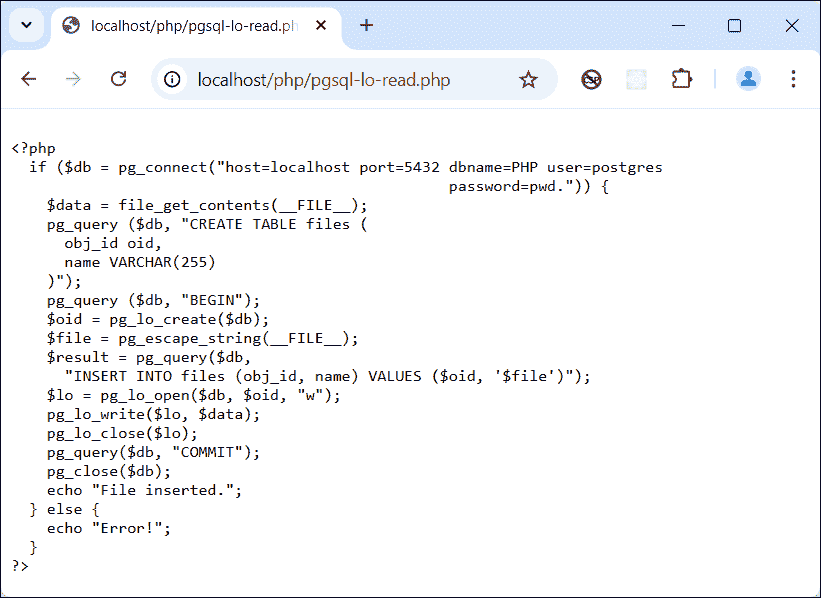 localhost/php/pgsql-lo-read.ph
localhost/php/pgsql-lo-read.php
<?php
  if ($db = pg_connect("host=localhost port=5432 dbname=PHP user=postgres
                                                 password=pwd.")) {
    $data = file_get_contents(__FILE__);
    pg_query ($db, "CREATE TABLE files (
      obj_id oid,
      name VARCHAR(255)
    )");
    pg_query ($db, "BEGIN");
    $oid = pg_lo_create($db);
    $file = pg_escape_string(__FILE__);
    $result = pg_query($db,
      "INSERT INTO files (obj_id, name) VALUES ($oid, '$file')");
    $lo = pg_lo_open($db, $oid, "w");
    pg_lo_write($lo, $data);
    pg_lo_close($lo);
    pg_query($db, "COMMIT");
    pg_close($db);
    echo "File inserted.";
  } else {
    echo "Error!";
  }
?>